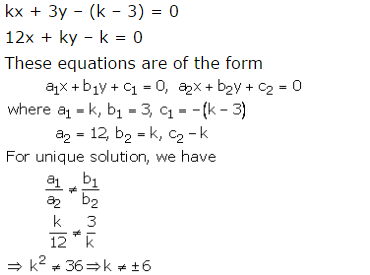 kx + 3y – (k – 3) = 0
12x + ky – k = 0
These equations are of the form
a₁x + b₁y + c₁ = 0, a₂x + b₂y + c₂ = 0
where a₁ = k, b₁ = 3, c₁ = -(k - 3)
a₂ = 12, b₂ = k, c₂ - k
For unique solution, we have
a₁/a₂ ≠ b₁/b₂
k/12 ≠ 3/k
⇒ k² ≠ 36 ⇒ k ≠ ±6